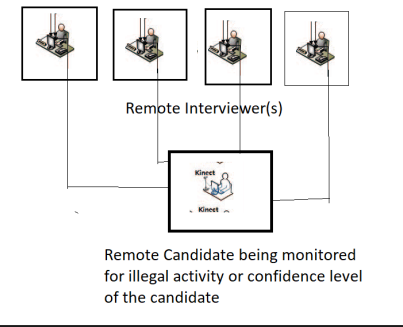 Remote Interviewer(s)
Kinect
Kinect
Remote Candidate being monitored
for illegal activity or confidence level
of the candidate